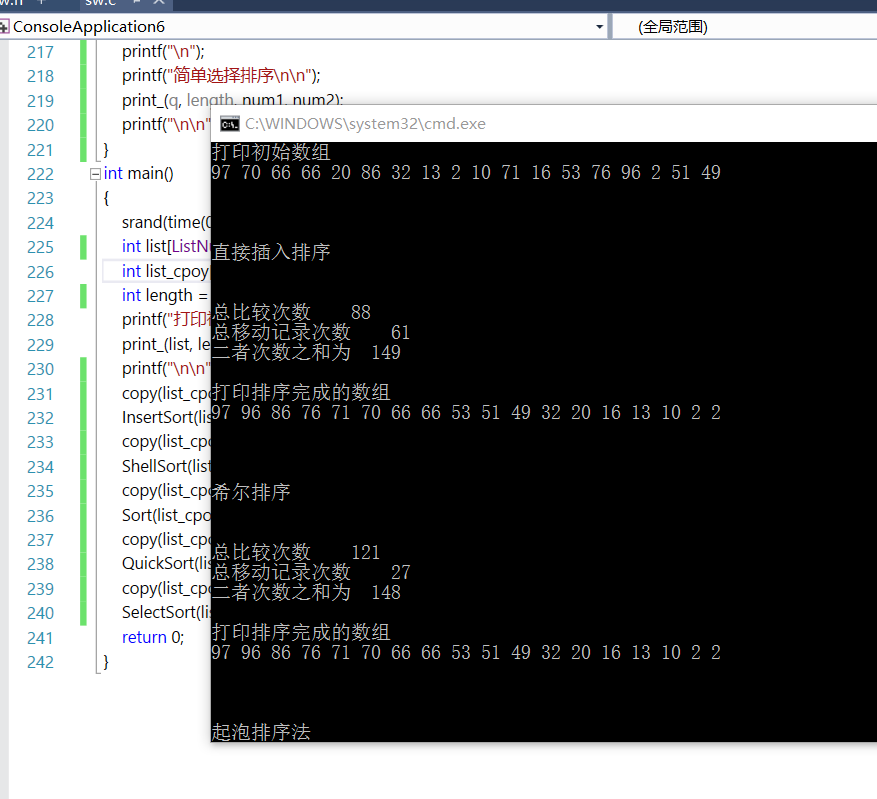 sw.c
ConsoleApplication6
(全局范围)
217 printf("\n");
218 printf("简单选择排序\n\n");
219 print_(q, length, num1, num2);
220 printf("\n\n"
221 }
222 int main()
223 {
224 srand(time(0
225 int list[ListN
226 int list_cpoy
227 int length =
228 printf("打印
229 print_(list, le
230 printf("\n\n"
231 copy(list_cp
232 InsertSort(lis
233 copy(list_cp
234 ShellSort(list
235 copy(list_cp
236 Sort(list_cpo
237 copy(list_cp
238 QuickSort(lis
239 copy(list_cp
240 SelectSort(lis
241 return 0;
242 }
C:\WINDOWS\system32\cmd.exe
打印初始数组
97 70 66 66 20 86 32 13 2 10 71 16 53 76 96 2 51 49
直接插入排序
总比较次数 88
总移动记录次数 61
二者次数之和为 149
打印排序完成的数组
97 96 86 76 71 70 66 66 53 51 49 32 20 16 13 10 2 2
希尔排序
总比较次数 121
总移动记录次数 27
二者次数之和为 148
打印排序完成的数组
97 96 86 76 71 70 66 66 53 51 49 32 20 16 13 10 2 2
起泡排序法